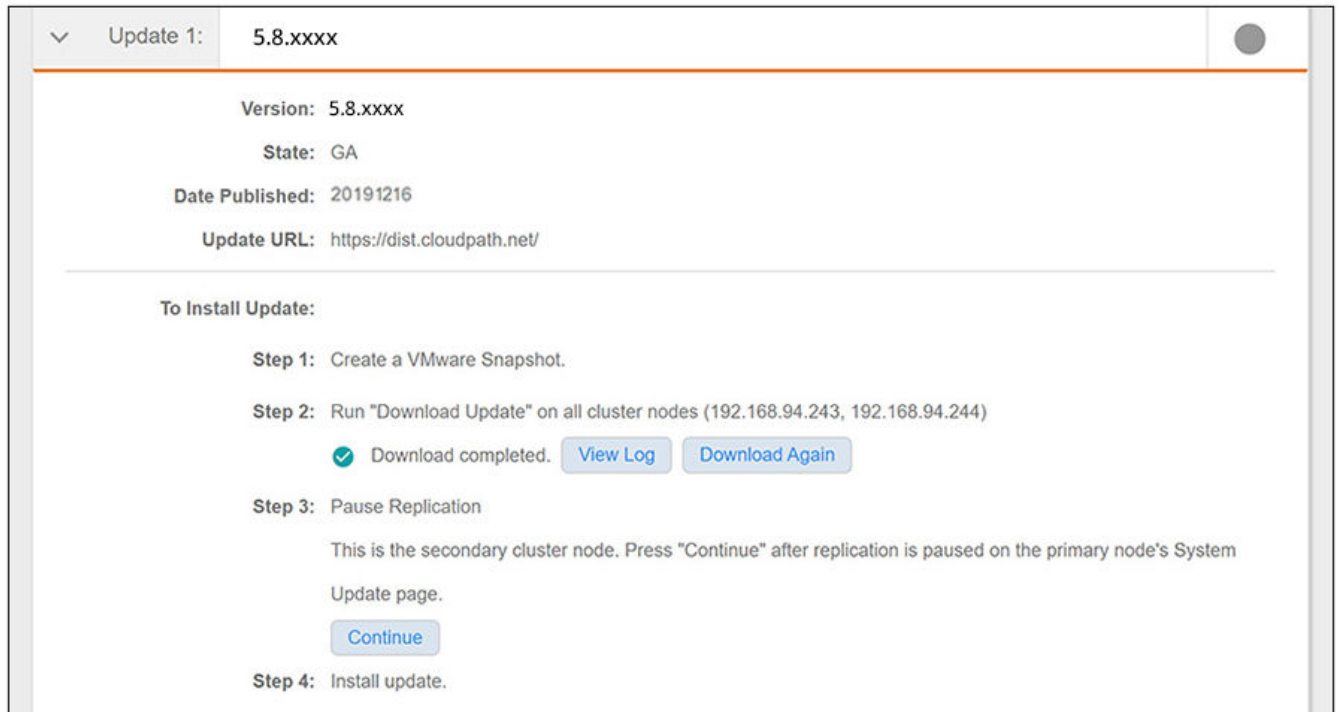 Update 1: 5.8.xxxx
Version: 5.8.xxxx
State: GA
Date Published: 20191216
Update URL: https://dist.cloudpath.net/
To Install Update:
Step 1: Create a VMware Snapshot.
Step 2: Run "Download Update" on all cluster nodes (192.168.94.243, 192.168.94.244)
Download completed. View Log Download Again
Step 3: Pause Replication
This is the secondary cluster node. Press "Continue" after replication is paused on the primary node's System
Update page.
Continue
Step 4: Install update.